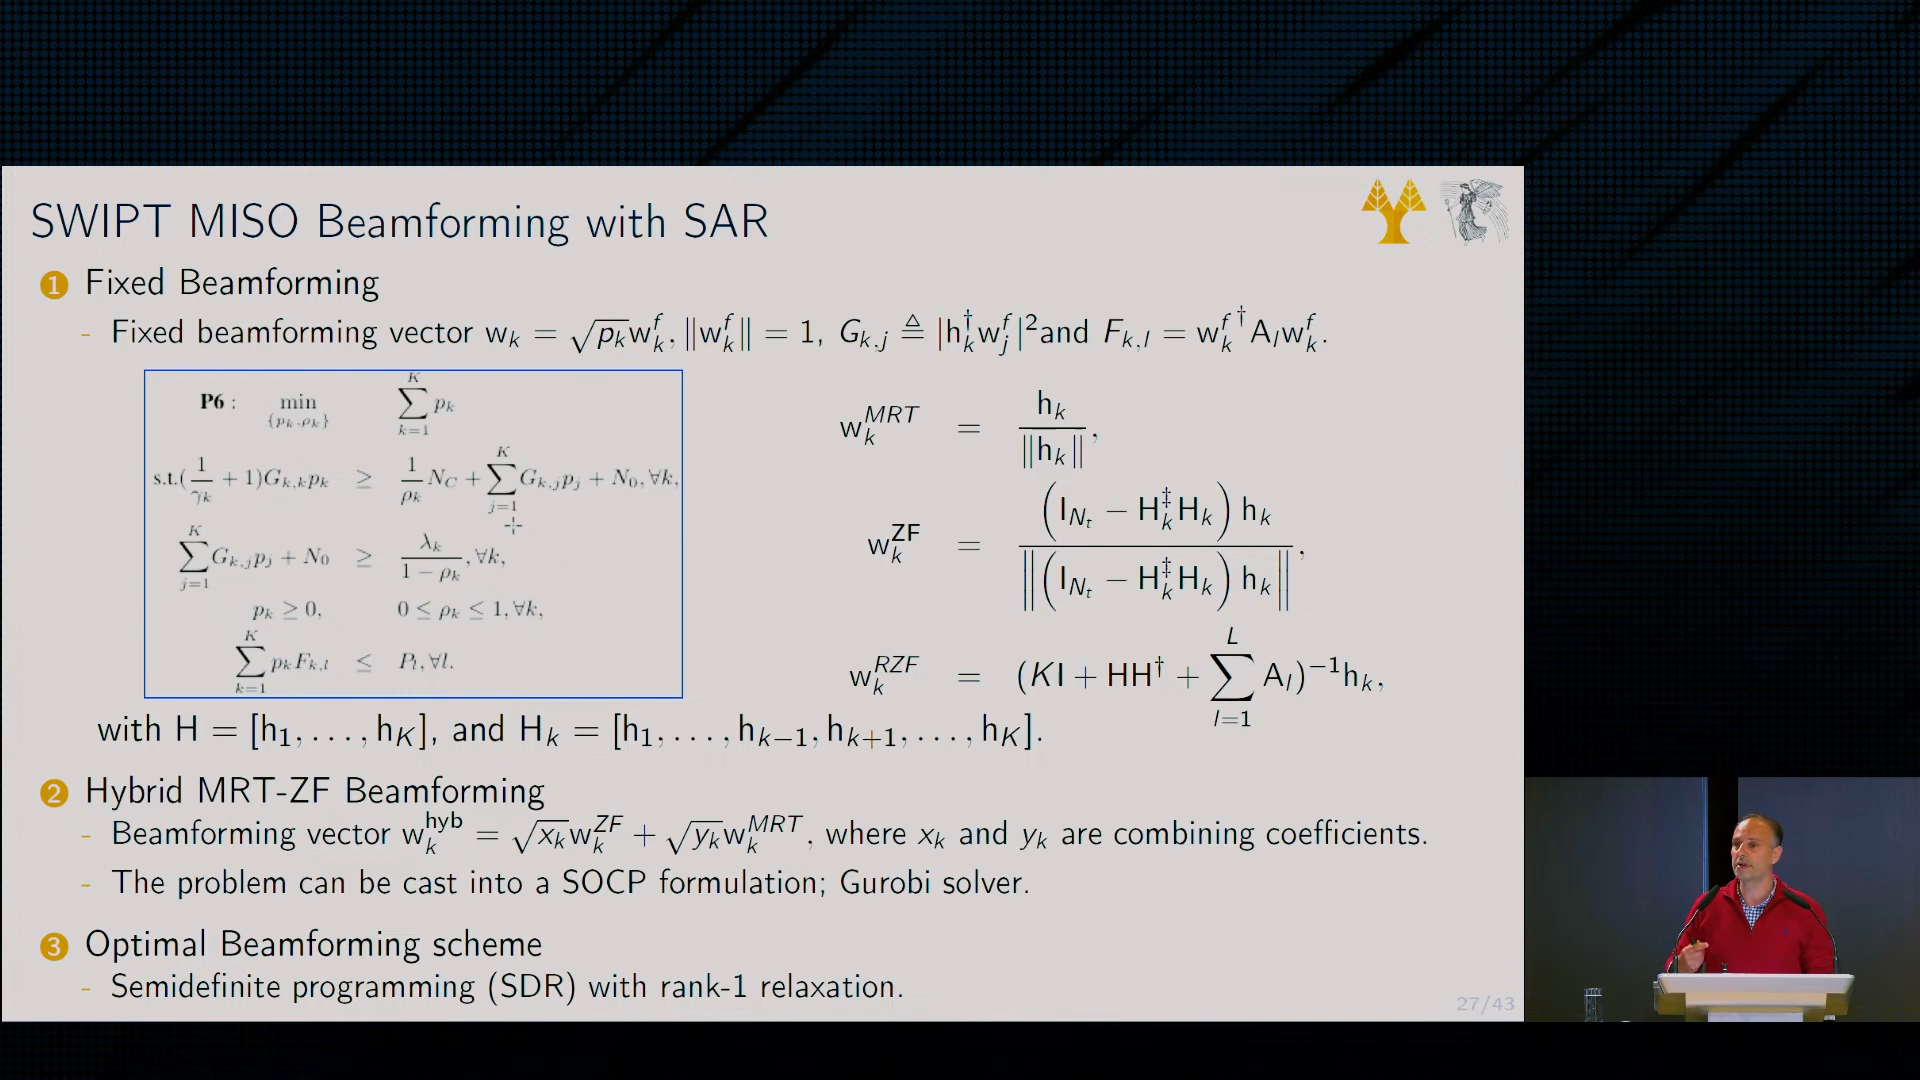 SWIPT MISO Beamforming with SAR
1 Fixed Beamforming
- Fixed beamforming vector w_k = √p_k w_k^f, ‖w_k^f‖ = 1, G_{k,j} ≜ |h_k^† w_j^f|² and F_{k,l} = w_k^{f†} A_l w_k^f.
P6 : min_{{p_k,ρ_k}} ∑_{k=1}^{K} p_k
s.t.(1/γ_k + 1)G_{k,k}p_k ≥ 1/ρ_k N_C + ∑_{j=1}^{K} G_{k,j}p_j + N_0, ∀k,
∑_{j=1}^{K} G_{k,j}p_j + N_0 ≥ λ_k/(1 − ρ_k), ∀k,
p_k ≥ 0, 0 ≤ ρ_k ≤ 1, ∀k,
∑_{k=1}^{K} p_k F_{k,l} ≤ P_l, ∀l.
w_k^{MRT} = h_k/‖h_k‖,
w_k^{ZF} = (I_{N_t} − H_k^‡ H_k) h_k/‖(I_{N_t} − H_k^‡ H_k) h_k‖,
w_k^{RZF} = (KI + HH^† + ∑_{l=1}^{L} A_l)^{−1} h_k,
with H = [h_1, . . . , h_K], and H_k = [h_1, . . . , h_{k−1}, h_{k+1}, . . . , h_K].
2 Hybrid MRT-ZF Beamforming
- Beamforming vector w_k^{hyb} = √x_k w_k^{ZF} + √y_k w_k^{MRT}, where x_k and y_k are combining coefficients.
- The problem can be cast into a SOCP formulation; Gurobi solver.
3 Optimal Beamforming scheme
- Semidefinite programming (SDR) with rank-1 relaxation.
27/43